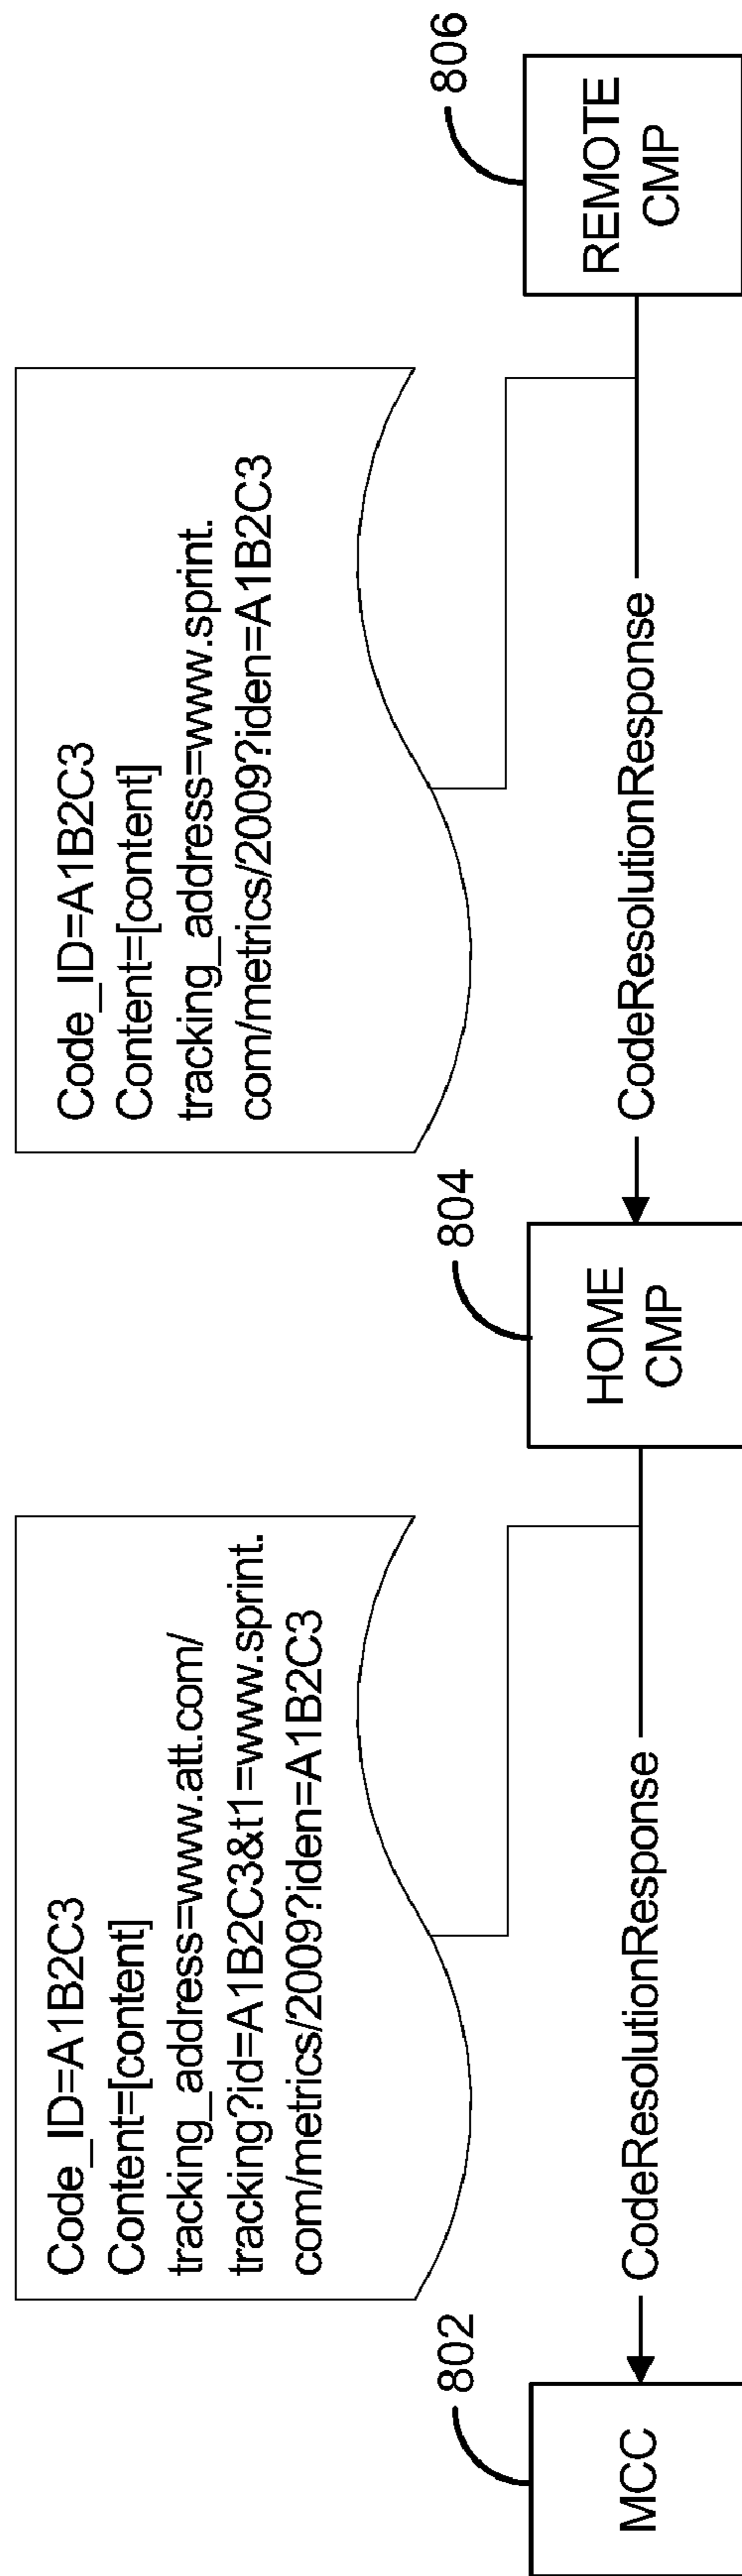 Code_ID=A1B2C3
Content=[content]
tracking_address=www.att.com/
tracking?id=A1B2C3&t1=www.sprint.
com/metrics/2009?iden=A1B2C3
Code_ID=A1B2C3
Content=[content]
tracking_address=www.sprint.
com/metrics/2009?iden=A1B2C3
802
804
806
MCC
CodeResolutionResponse
HOME
CMP
CodeResolutionResponse
REMOTE
CMP